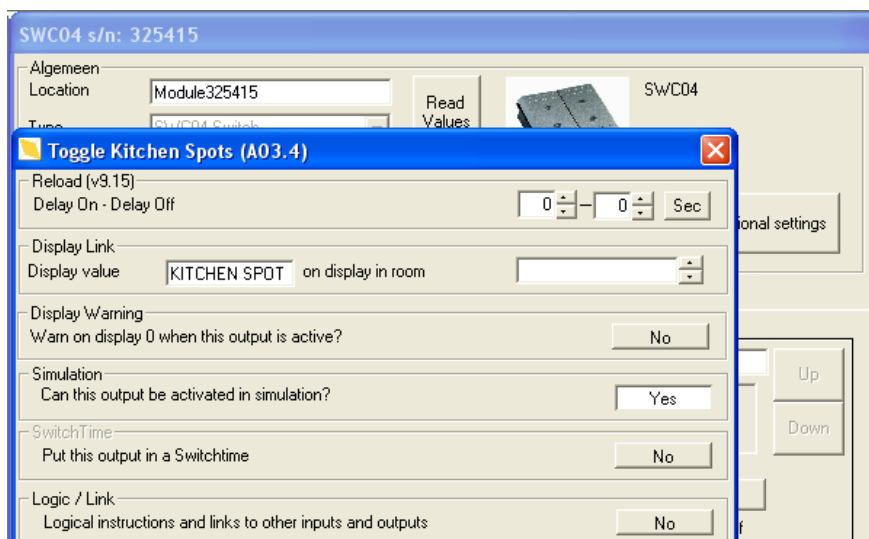 SWC04 s/n: 325415
Algemeen
Location Module325415
Read Values
SWC04
Type SWC04 Switch
Toggle Kitchen Spots (A03.4)
Reload (v9.15)
Delay On - Delay Off 0 – 0 Sec
ional settings
Display Link
Display value KITCHEN SPOT on display in room
Display Warning
Warn on display 0 when this output is active? No
Simulation
Can this output be activated in simulation? Yes
Up
SwitchTime
Put this output in a Switchtime No
Down
Logic / Link
Logical instructions and links to other inputs and outputs No
f